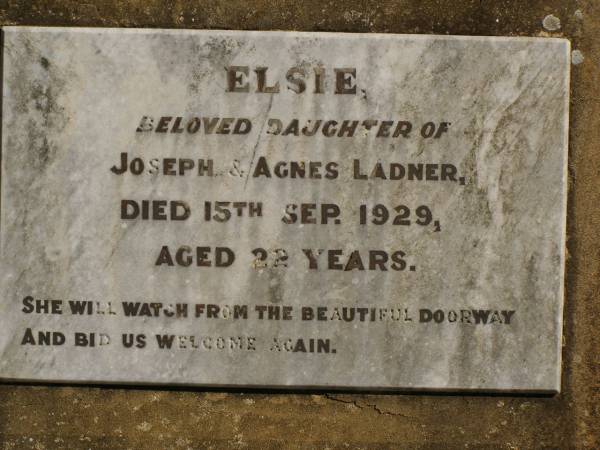 ELSIE,
BELOVED DAUGHTER OF
JOSEPH & AGNES LADNER,
DIED 15TH SEP. 1929,
AGED 22 YEARS.
SHE WILL WATCH FROM THE BEAUTIFUL DOORWAY
AND BID US WELCOME AGAIN.